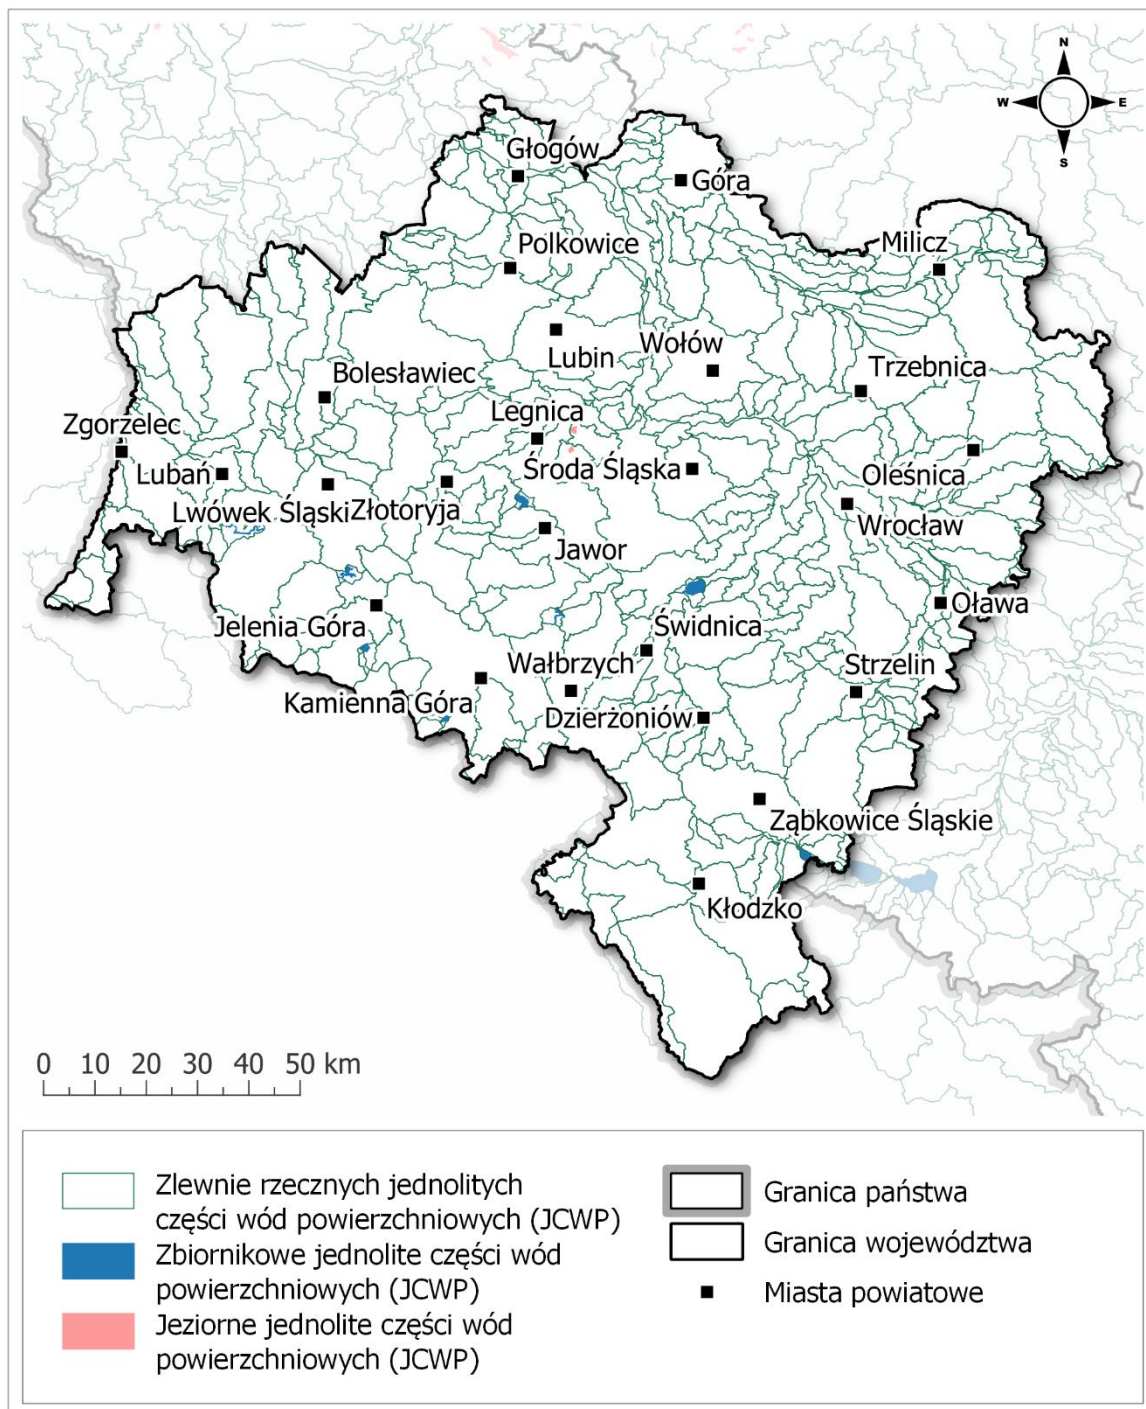 N
W
E
S
Głogów
Góra
Milicz
Polkowice
Lubin
Wołów
Bolesławiec
Trzebnica
Legnica
Zgorzelec
Lubań
Środa Śląska
Oleśnica
Lwówek Śląski
Złotoryja
Wrocław
Jawor
Oława
Jelenia Góra
Świdnica
Wałbrzych
Strzelin
Kamienna Góra
Dzierżoniów
Ząbkowice Śląskie
Kłodzko
0 10 20 30 40 50 km
Zlewnie rzecznych jednolitych
części wód powierzchniowych (JCWP)
Zbiornikowe jednolite części wód
powierzchniowych (JCWP)
Jeziorne jednolite części wód
powierzchniowych (JCWP)
Granica państwa
Granica województwa
Miasta powiatowe